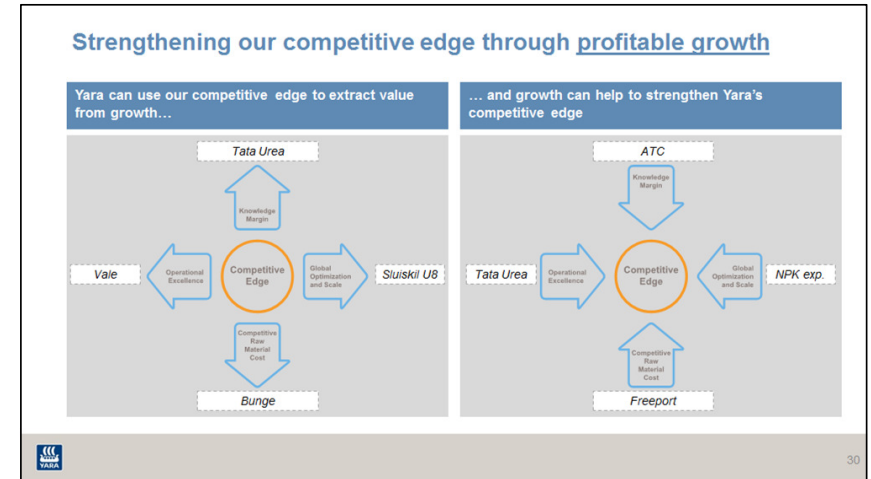 Strengthening our competitive edge through profitable growth
Yara can use our competitive edge to extract value
from growth…
Tata Urea
Knowledge
Margin
Vale
Operational
Excellence
Competitive
Edge
Global
Optimization
and Scale
Sluiskil U8
Competitive
Raw
Material
Cost
Bunge
… and growth can help to strengthen Yara's
competitive edge
ATC
Knowledge
Margin
Tata Urea
Operational
Excellence
Competitive
Edge
Global
Optimization
and Scale
NPK exp.
Competitive
Raw
Material
Cost
Freeport
YARA
30